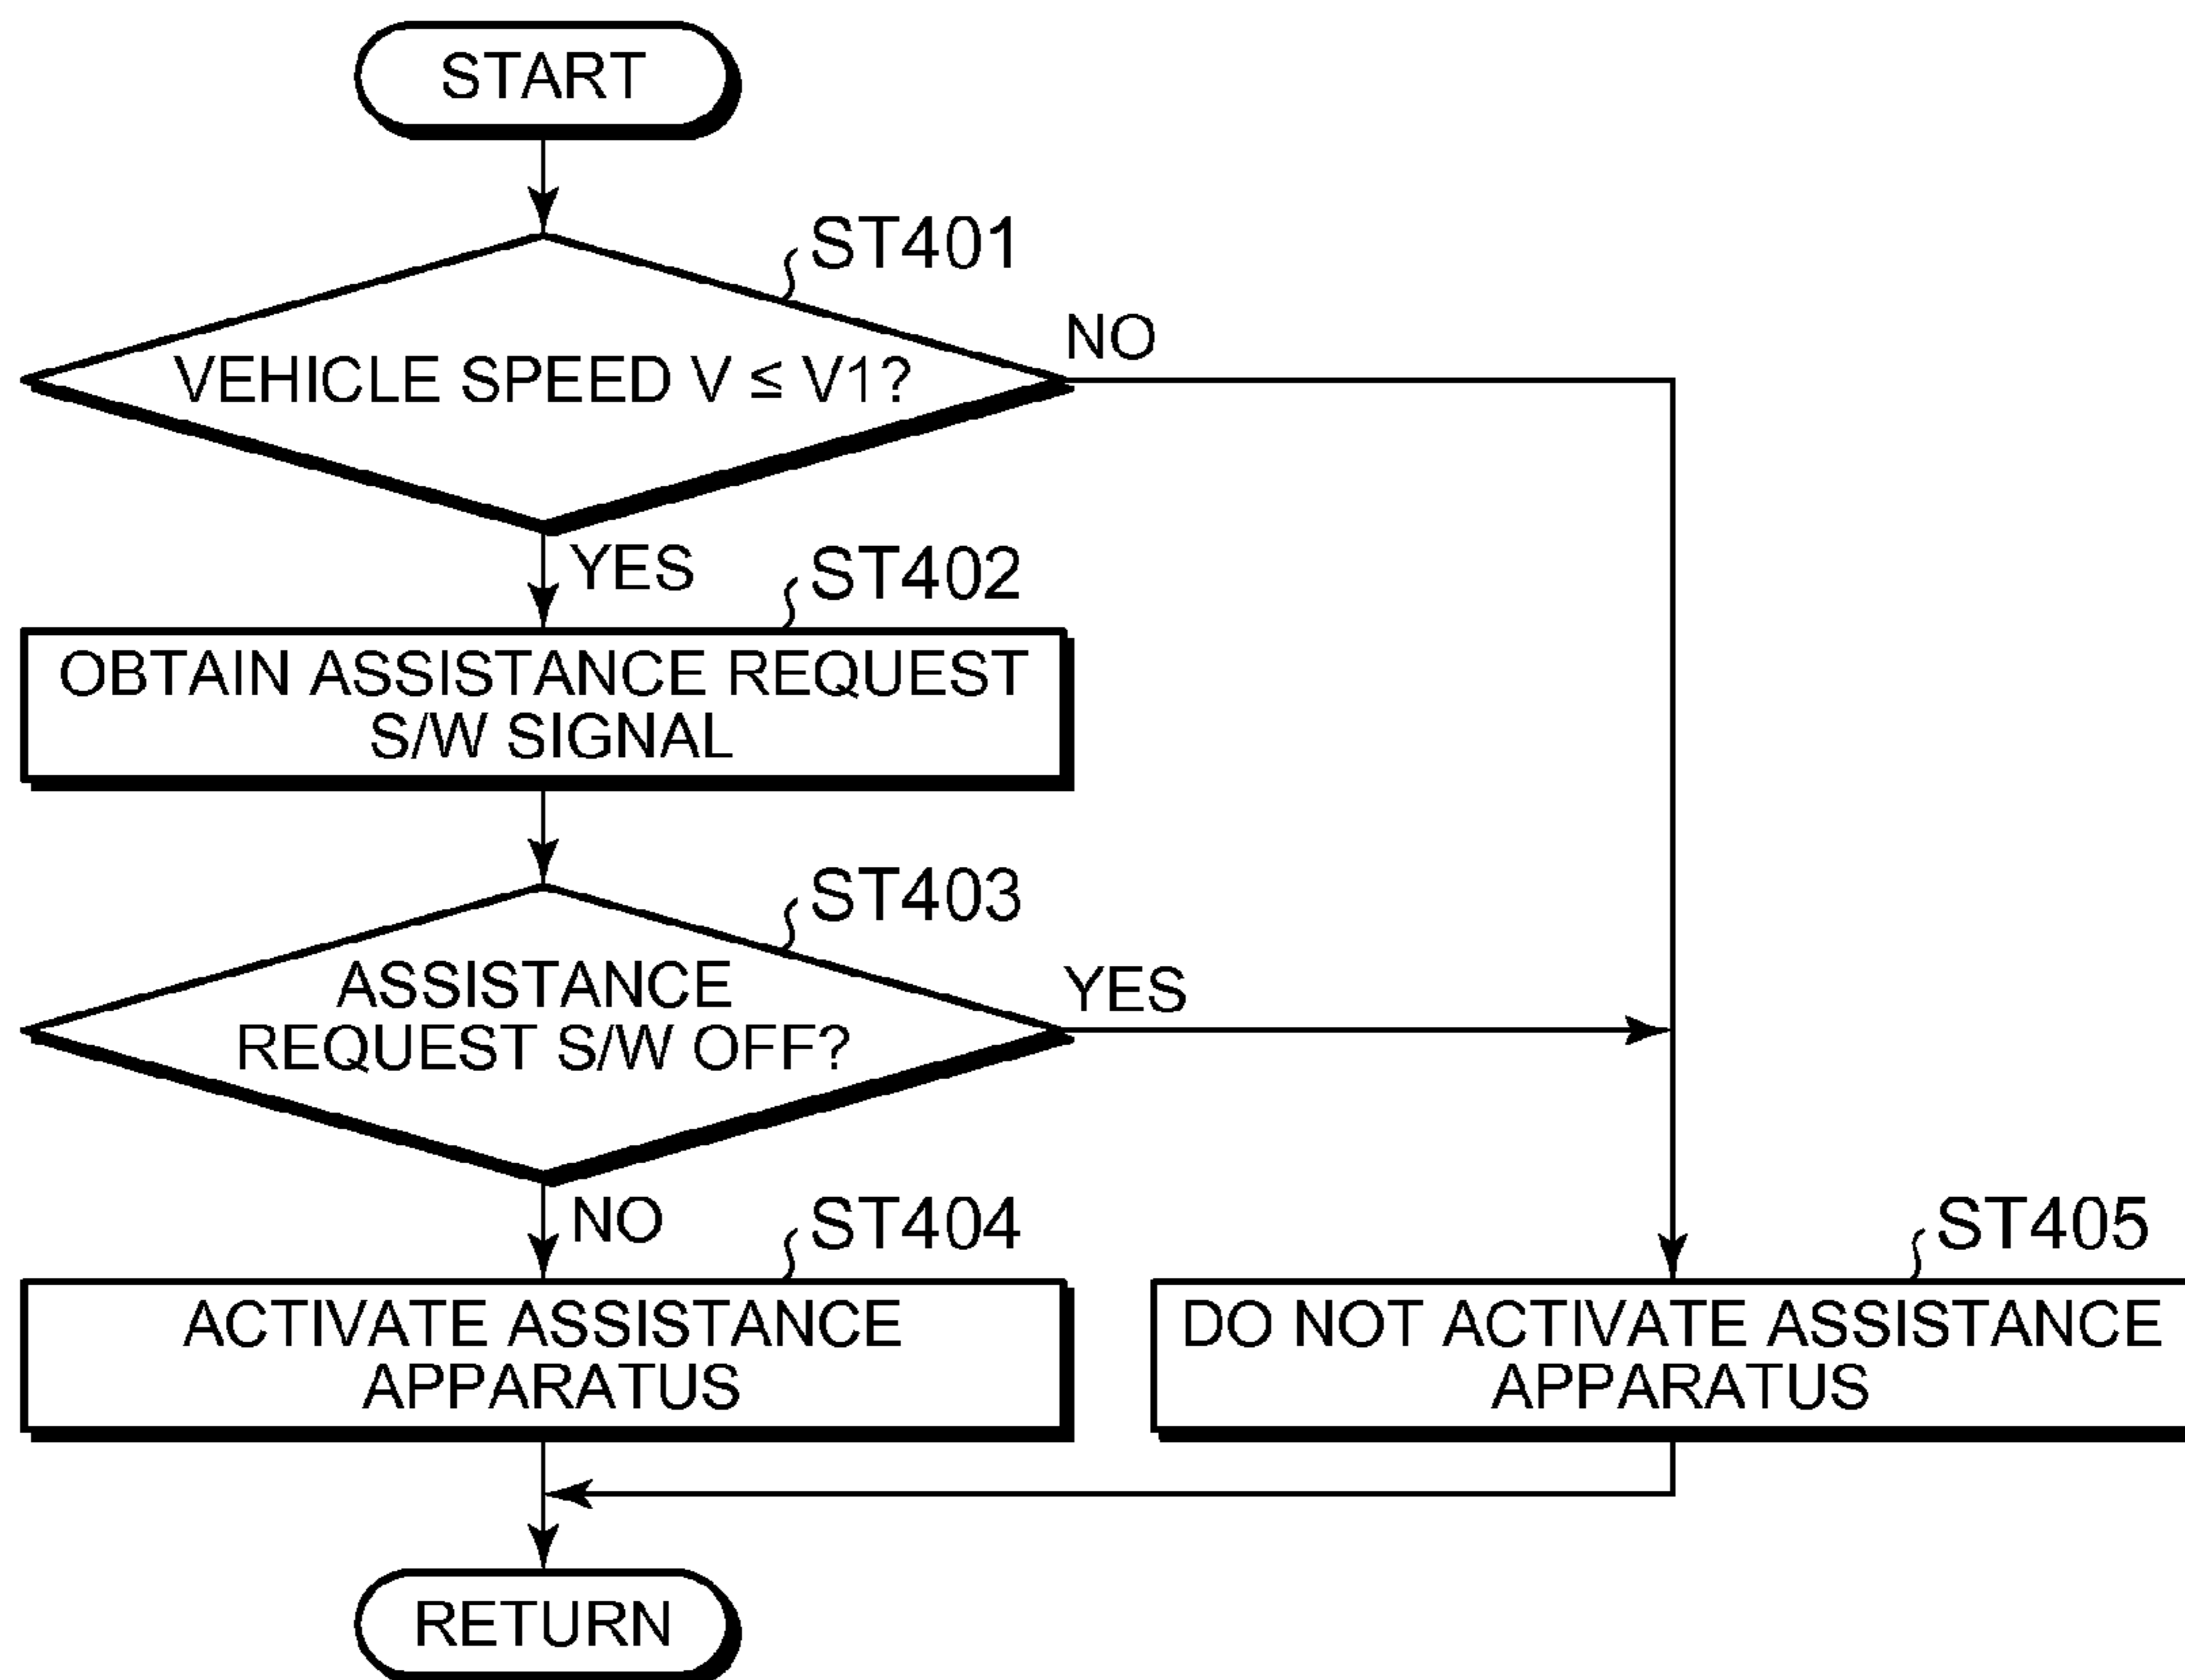 START
ST401
VEHICLE SPEED V ≤ V1?
NO
YES
ST402
OBTAIN ASSISTANCE REQUEST
S/W SIGNAL
ST403
ASSISTANCE
REQUEST S/W OFF?
YES
NO
ST404
ACTIVATE ASSISTANCE
APPARATUS
ST405
DO NOT ACTIVATE ASSISTANCE
APPARATUS
RETURN